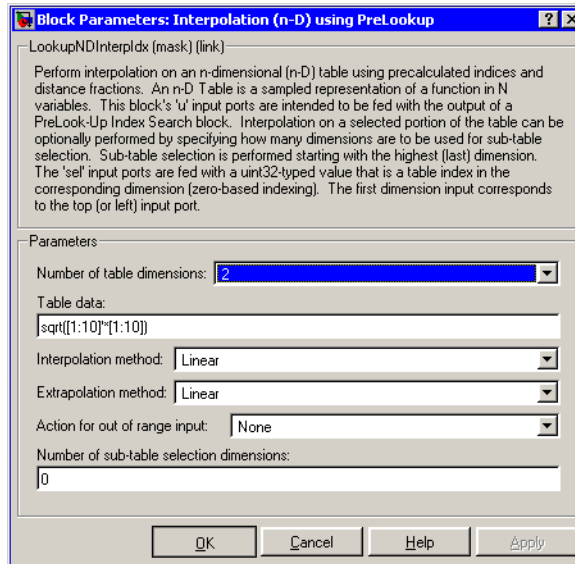 Block Parameters: Interpolation (n-D) using PreLookup
LookupNDInterpIdx (mask) (link)
Perform interpolation on an n-dimensional (n-D) table using precalculated indices and
distance fractions. An n-D Table is a sampled representation of a function in N
variables. This block's 'u' input ports are intended to be fed with the output of a
PreLook-Up Index Search block. Interpolation on a selected portion of the table can be
optionally performed by specifying how many dimensions are to be used for sub-table
selection. Sub-table selection is performed starting with the highest (last) dimension.
The 'sel' input ports are fed with a uint32-typed value that is a table index in the
corresponding dimension (zero-based indexing). The first dimension input corresponds
to the top (or left) input port.
Parameters
Number of table dimensions: 2
Table data:
sqrt([1:10]'*[1:10])
Interpolation method: Linear
Extrapolation method: Linear
Action for out of range input: None
Number of sub-table selection dimensions:
0
OK Cancel Help Apply